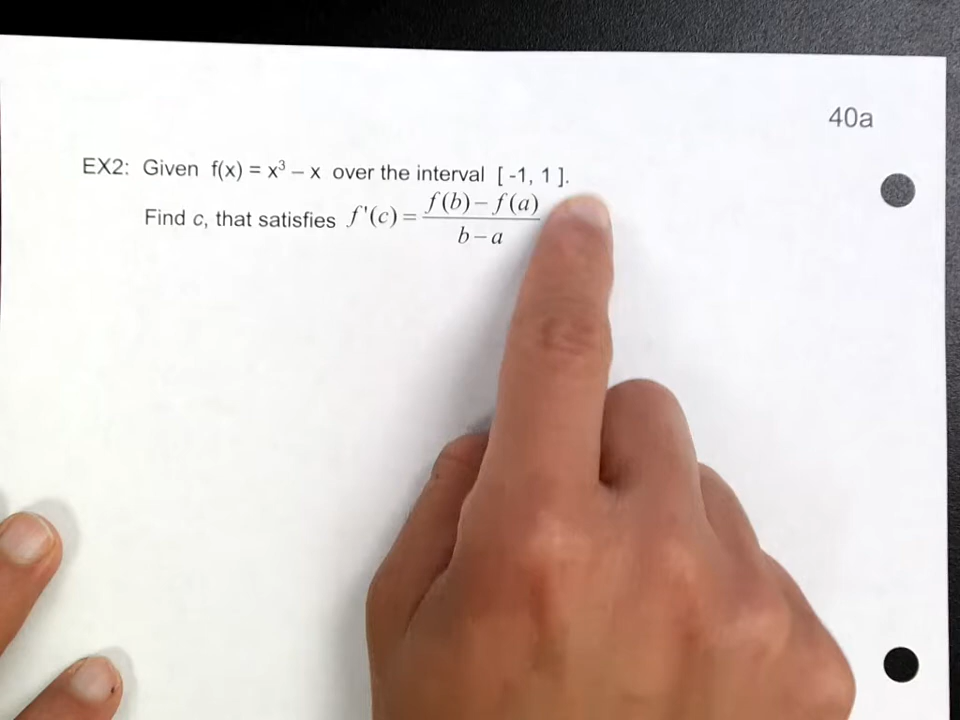 40a
EX2: Given f(x) = x³ – x over the interval [ -1, 1 ].
Find c, that satisfies f'(c) = f(b) – f(a) / b – a